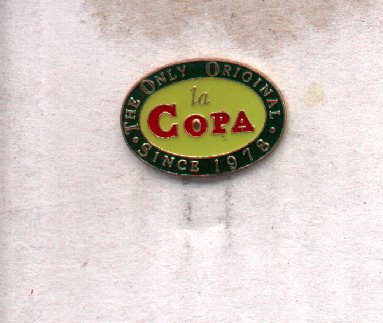 THE ONLY ORIGINAL
la
COPA
• SINCE 1978 •